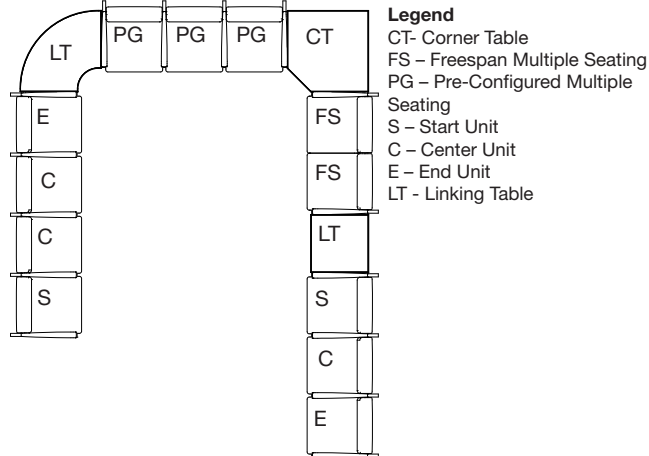 LT
PG PG PG
CT
E
C
C
S
FS
FS
LT
S
C
E
Legend
CT- Corner Table
FS – Freespan Multiple Seating
PG – Pre-Configured Multiple
Seating
S – Start Unit
C – Center Unit
E – End Unit
LT - Linking Table